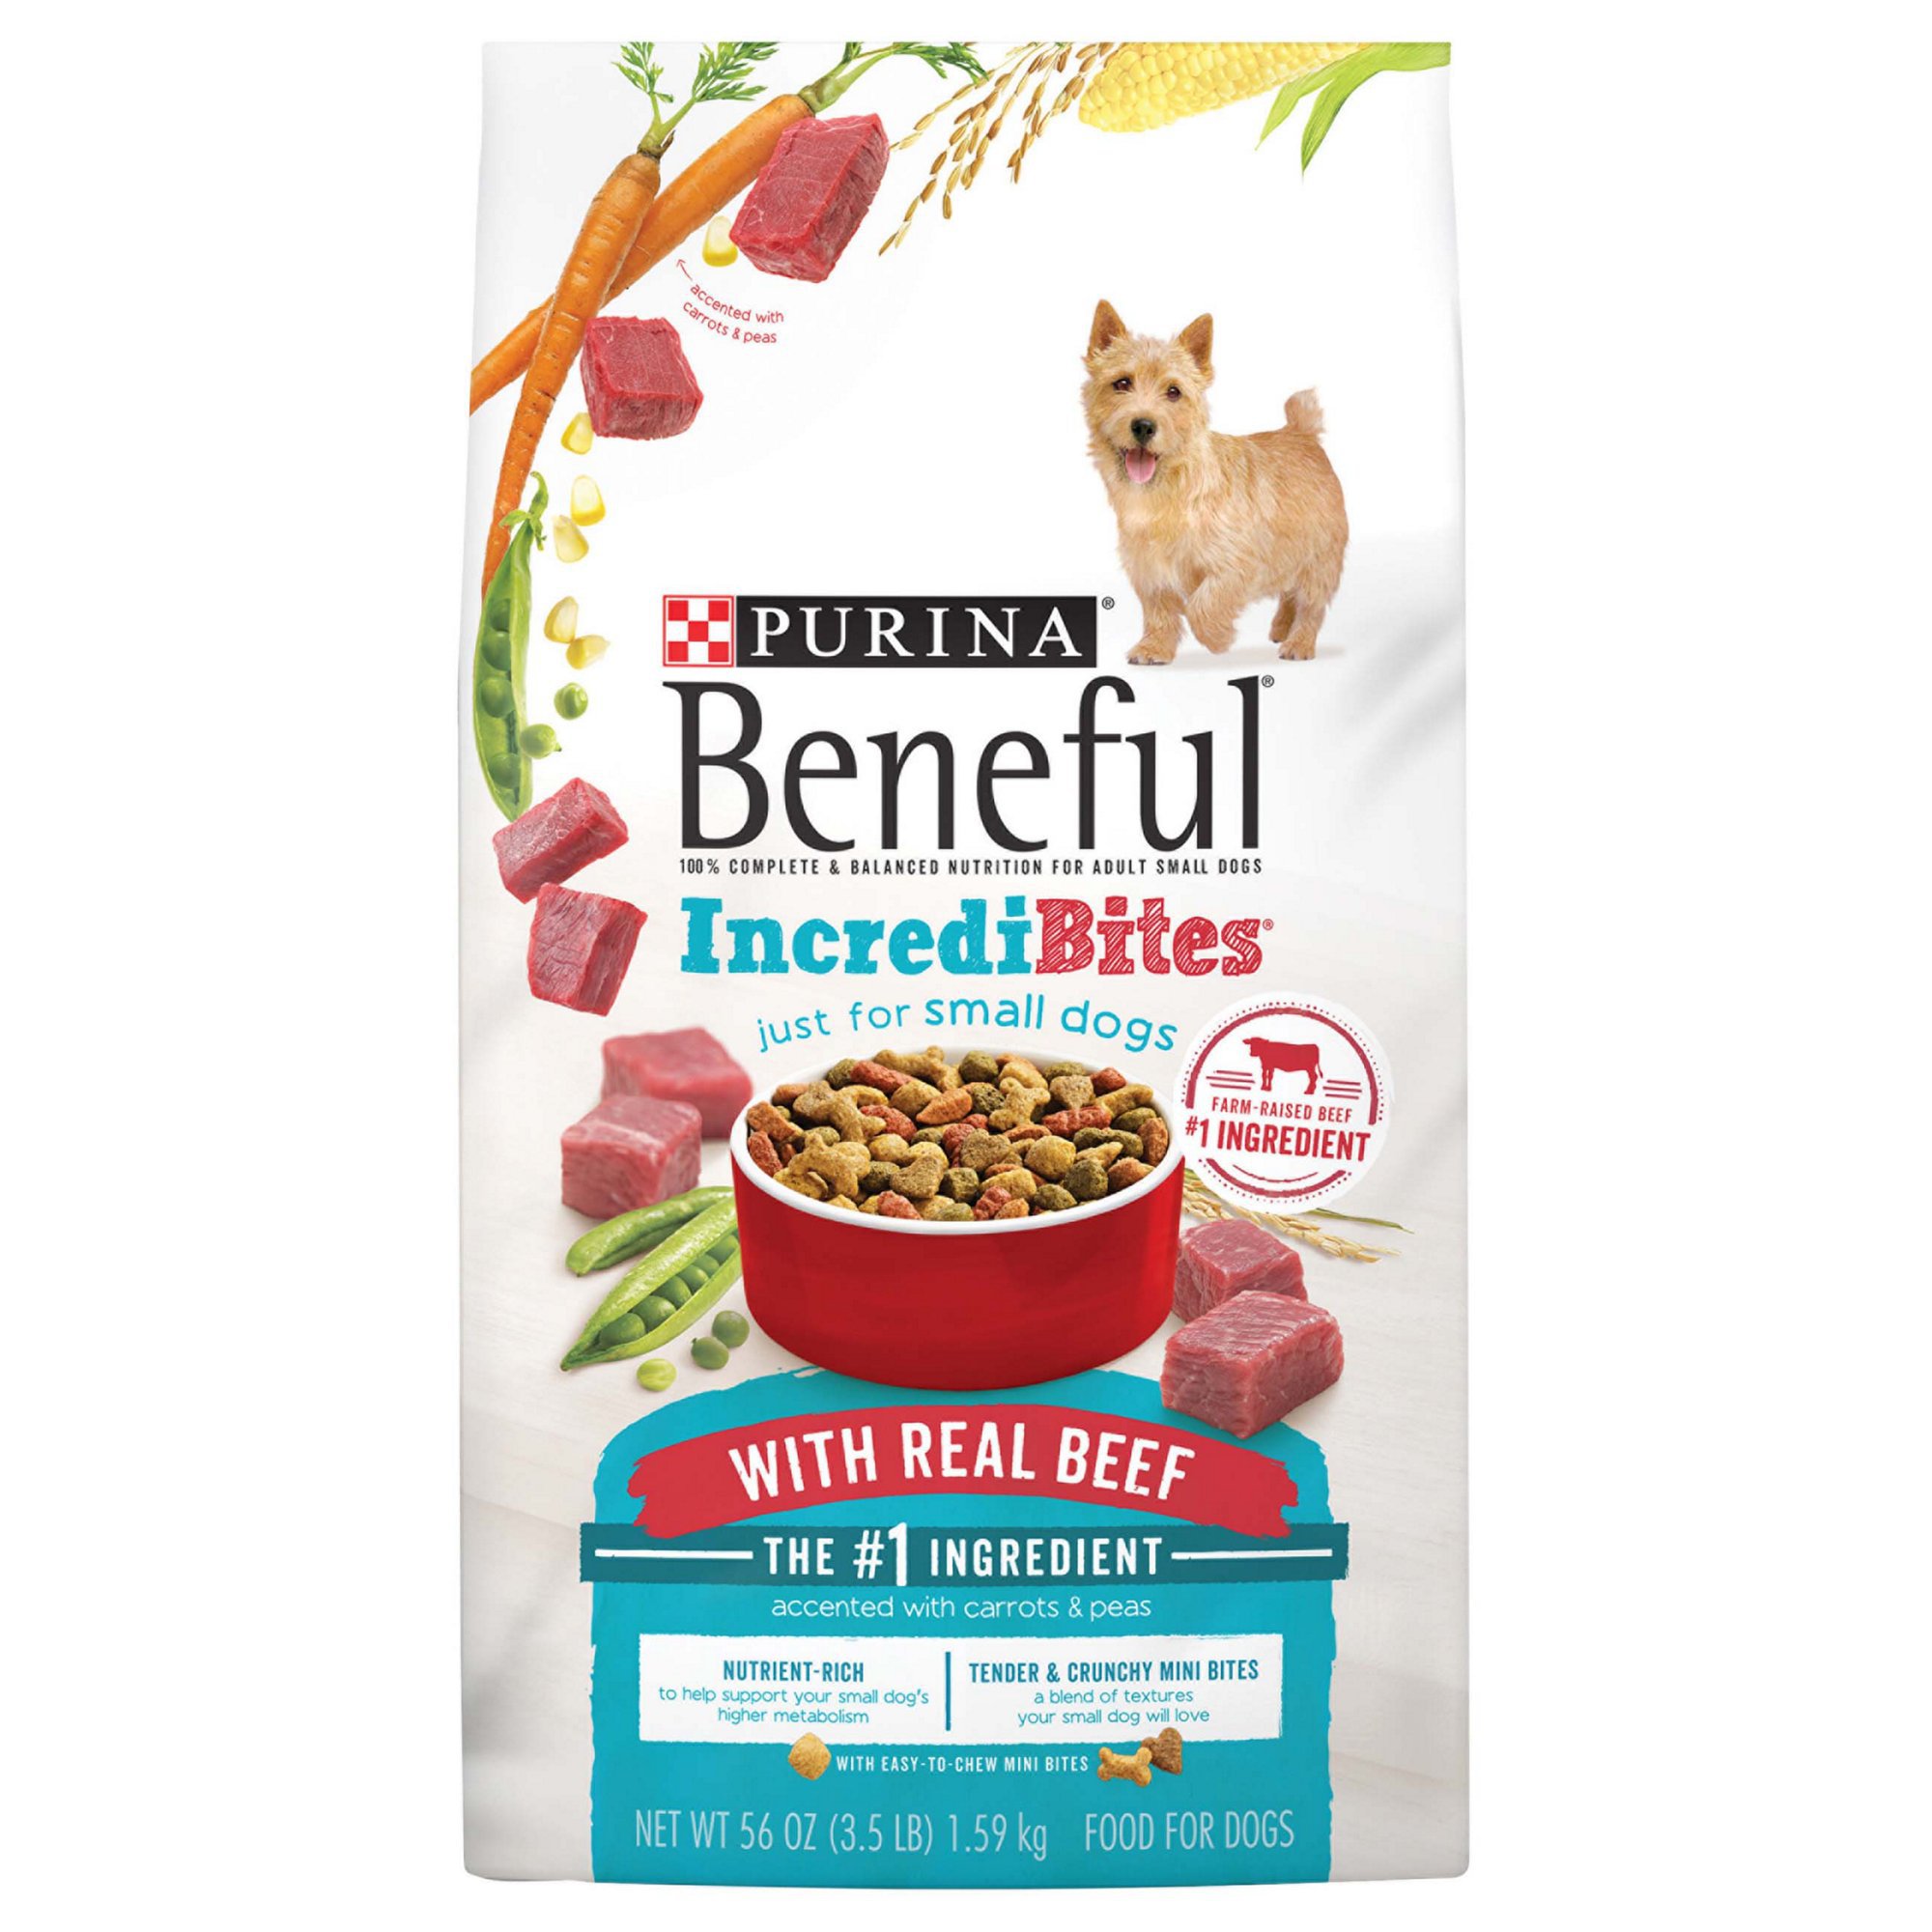 accented with
carrots & peas
PURINA®
Beneful®
100% COMPLETE & BALANCED NUTRITION FOR ADULT SMALL DOGS
IncrediBites®
just for small dogs
FARM-RAISED BEEF
#1 INGREDIENT
WITH REAL BEEF
THE #1 INGREDIENT
accented with carrots & peas
NUTRIENT-RICH
to help support your small dog's
higher metabolism
TENDER & CRUNCHY MINI BITES
a blend of textures
your small dog will love
WITH EASY-TO-CHEW MINI BITES
NET WT 56 OZ (3.5 LB) 1.59 kg FOOD FOR DOGS